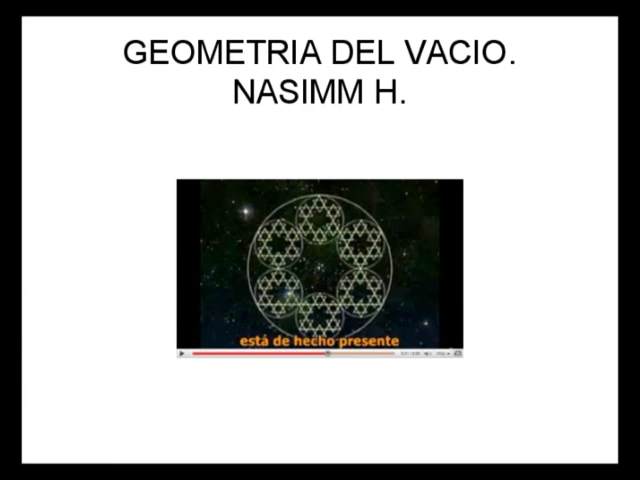 GEOMETRIA DEL VACIO.
NASIMM H.
está de hecho presente